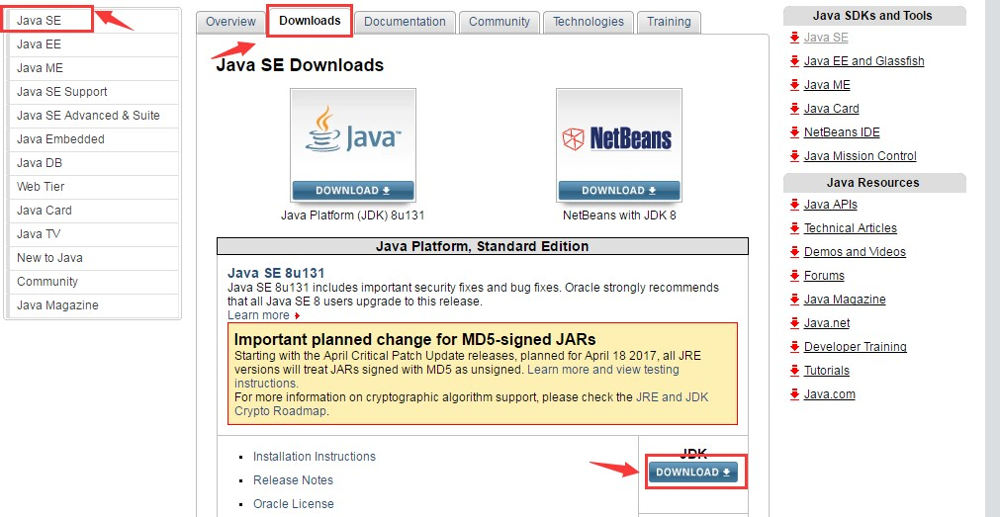 Java SE
Java EE
Java ME
Java SE Support
Java SE Advanced & Suite
Java Embedded
Java DB
Web Tier
Java Card
Java TV
New to Java
Community
Java Magazine
Overview
Downloads
Documentation
Community
Technologies
Training
Java SE Downloads
Java™
DOWNLOAD
Java Platform (JDK) 8u131
NetBeans
DOWNLOAD
NetBeans with JDK 8
Java Platform, Standard Edition
Java SE 8u131
Java SE 8u131 includes important security fixes and bug fixes. Oracle strongly recommends
that all Java SE 8 users upgrade to this release.
Learn more
Important planned change for MD5-signed JARs
Starting with the April Critical Patch Update releases, planned for April 18 2017, all JRE
versions will treat JARs signed with MD5 as unsigned. Learn more and view testing
instructions.
For more information on cryptographic algorithm support, please check the JRE and JDK
Crypto Roadmap.
Installation Instructions
Release Notes
Oracle License
JDK
DOWNLOAD
Java SDKs and Tools
Java SE
Java EE and Glassfish
Java ME
Java Card
NetBeans IDE
Java Mission Control
Java Resources
Java APIs
Technical Articles
Demos and Videos
Forums
Java Magazine
Java.net
Developer Training
Tutorials
Java.com